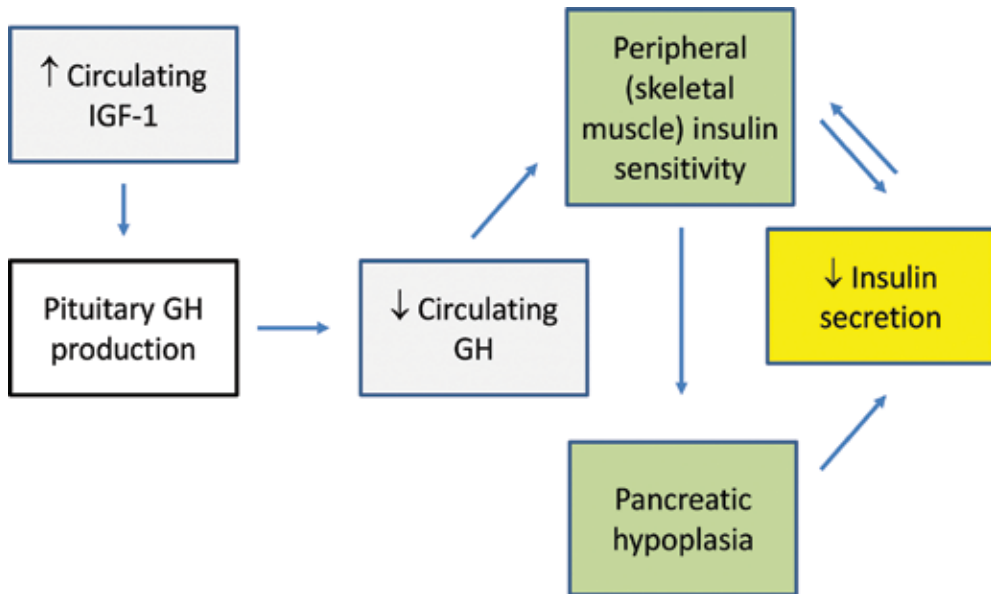 ↑ Circulating
IGF-1
Pituitary GH
production
↓ Circulating
GH
Peripheral
(skeletal
muscle) insulin
sensitivity
↓ Insulin
secretion
Pancreatic
hypoplasia